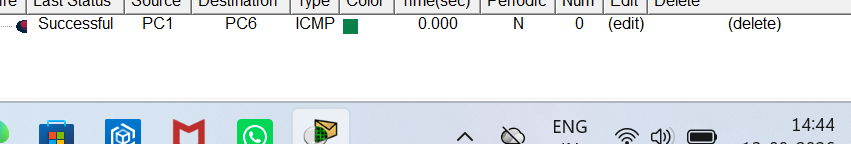 Last Status Source Destination Type Color Time(sec) Periodic Num Edit Delete
Successful PC1 PC6 ICMP 0.000 N 0 (edit) (delete)
ENG
14:44